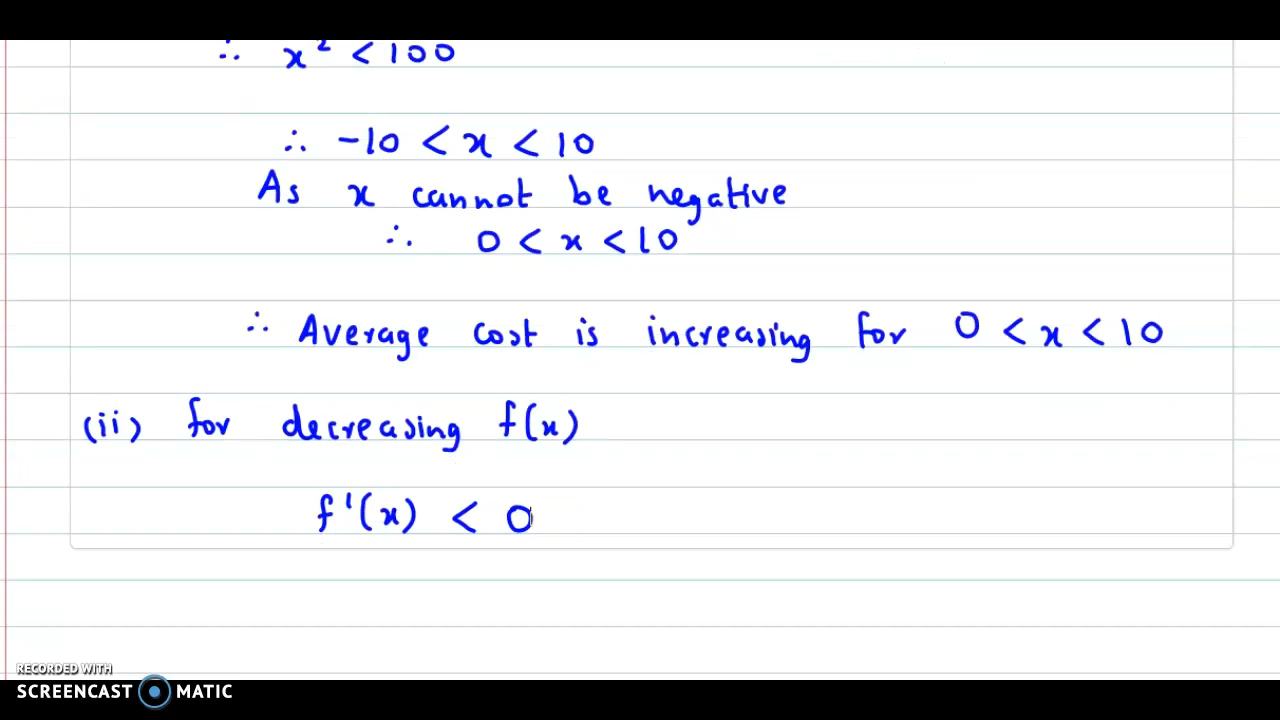 ∴ x² < 100
∴ -10 < x < 10
As x cannot be negative
∴ 0 < x < 10
∴ Average cost is increasing for 0 < x < 10
(ii) for decreasing f(x)
f'(x) < 0
RECORDED WITH
SCREENCAST MATIC